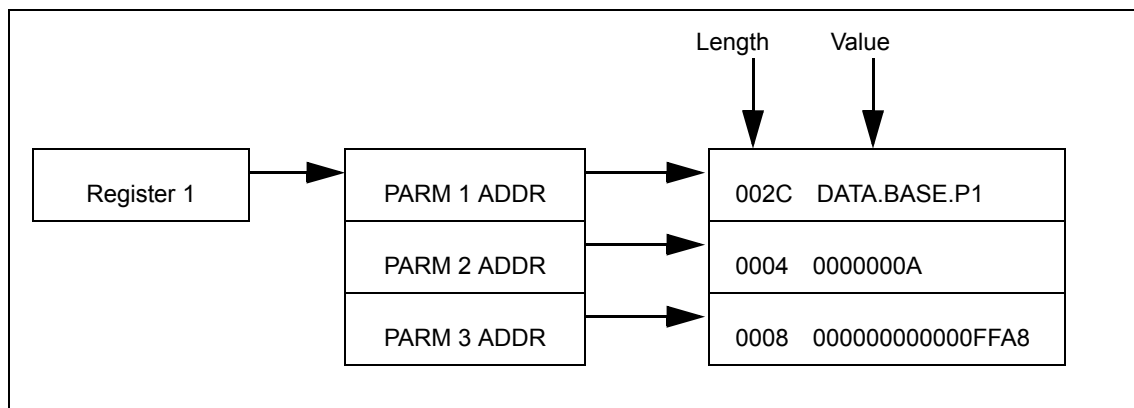 Length Value
Register 1 PARM 1 ADDR 002C DATA.BASE.P1
PARM 2 ADDR 0004 0000000A
PARM 3 ADDR 0008 000000000000FFA8